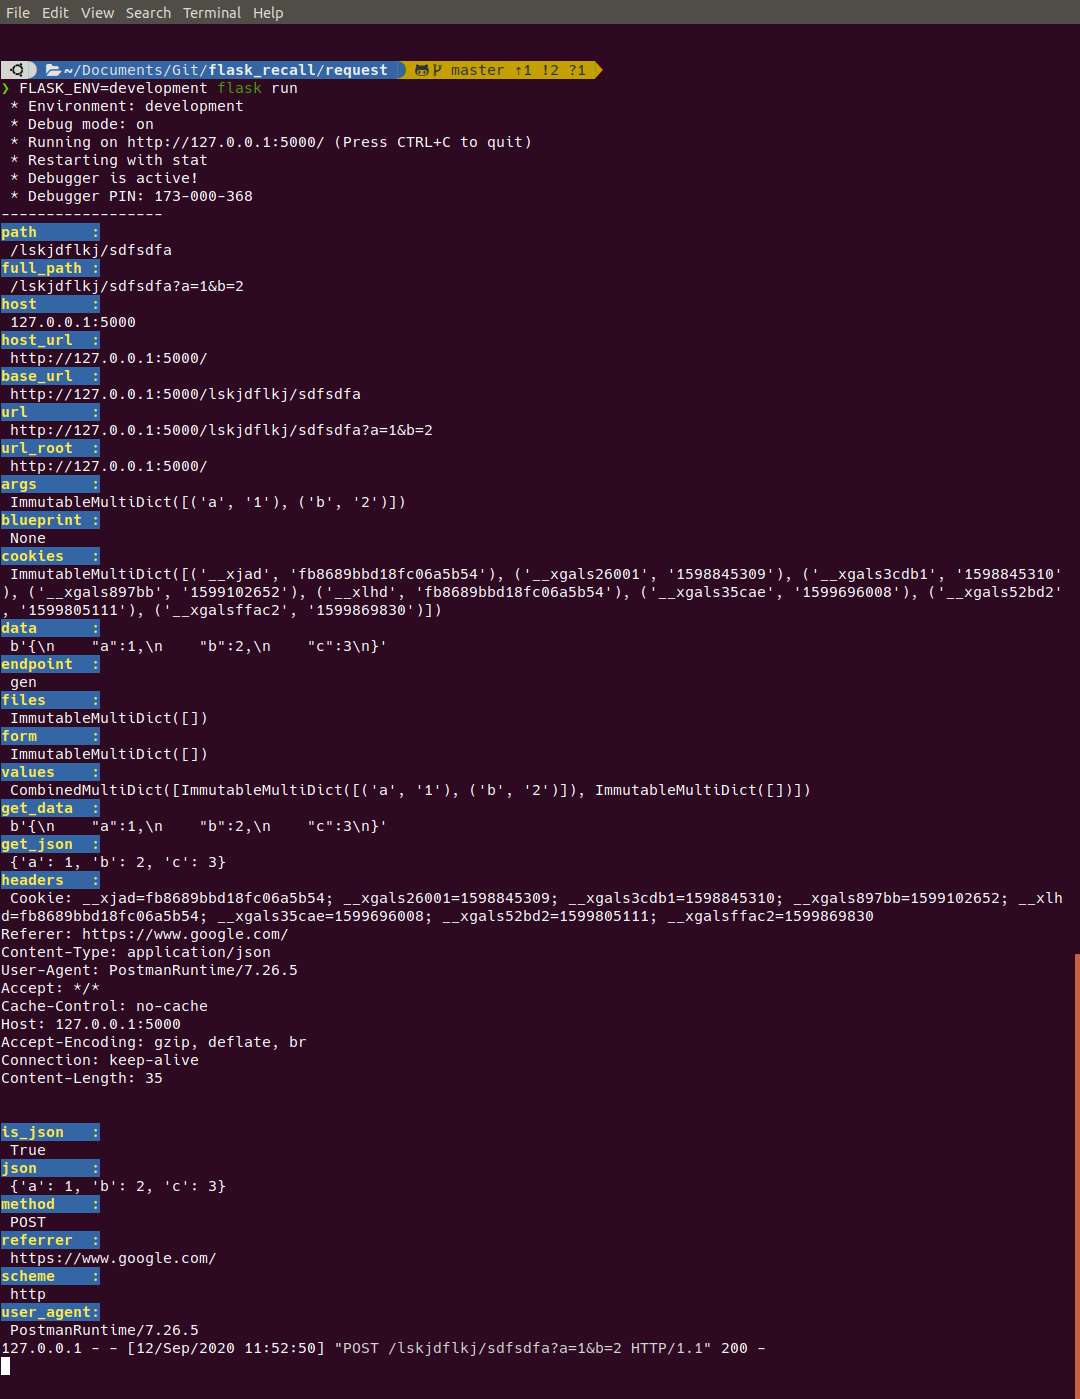 File Edit View Search Terminal Help
~/Documents/Git/flask_recall/request master ↑1 !2 ?1
❯ FLASK_ENV=development flask run
* Environment: development
* Debug mode: on
* Running on http://127.0.0.1:5000/ (Press CTRL+C to quit)
* Restarting with stat
* Debugger is active!
* Debugger PIN: 173-000-368
------------------
path :
/lskjdflkj/sdfsdfa
full_path :
/lskjdflkj/sdfsdfa?a=1&b=2
host :
127.0.0.1:5000
host_url :
http://127.0.0.1:5000/
base_url :
http://127.0.0.1:5000/lskjdflkj/sdfsdfa
url :
http://127.0.0.1:5000/lskjdflkj/sdfsdfa?a=1&b=2
url_root :
http://127.0.0.1:5000/
args :
ImmutableMultiDict([('a', '1'), ('b', '2')])
blueprint :
None
cookies :
ImmutableMultiDict([('__xjad', 'fb8689bbd18fc06a5b54'), ('__xgals26001', '1598845309'), ('__xgals3cdb1', '1598845310'
), ('__xgals897bb', '1599102652'), ('__xlhd', 'fb8689bbd18fc06a5b54'), ('__xgals35cae', '1599696008'), ('__xgals52bd2'
, '1599805111'), ('__xgalsffac2', '1599869830')])
data :
b'{\n    "a":1,\n    "b":2,\n    "c":3\n}'
endpoint :
gen
files :
ImmutableMultiDict([])
form :
ImmutableMultiDict([])
values :
CombinedMultiDict([ImmutableMultiDict([('a', '1'), ('b', '2')]), ImmutableMultiDict([])])
get_data :
b'{\n    "a":1,\n    "b":2,\n    "c":3\n}'
get_json :
{'a': 1, 'b': 2, 'c': 3}
headers :
Cookie: __xjad=fb8689bbd18fc06a5b54; __xgals26001=1598845309; __xgals3cdb1=1598845310; __xgals897bb=1599102652; __xlh
d=fb8689bbd18fc06a5b54; __xgals35cae=1599696008; __xgals52bd2=1599805111; __xgalsffac2=1599869830
Referer: https://www.google.com/
Content-Type: application/json
User-Agent: PostmanRuntime/7.26.5
Accept: */*
Cache-Control: no-cache
Host: 127.0.0.1:5000
Accept-Encoding: gzip, deflate, br
Connection: keep-alive
Content-Length: 35
is_json :
True
json :
{'a': 1, 'b': 2, 'c': 3}
method :
POST
referrer :
https://www.google.com/
scheme :
http
user_agent:
PostmanRuntime/7.26.5
127.0.0.1 - - [12/Sep/2020 11:52:50] "POST /lskjdflkj/sdfsdfa?a=1&b=2 HTTP/1.1" 200 -